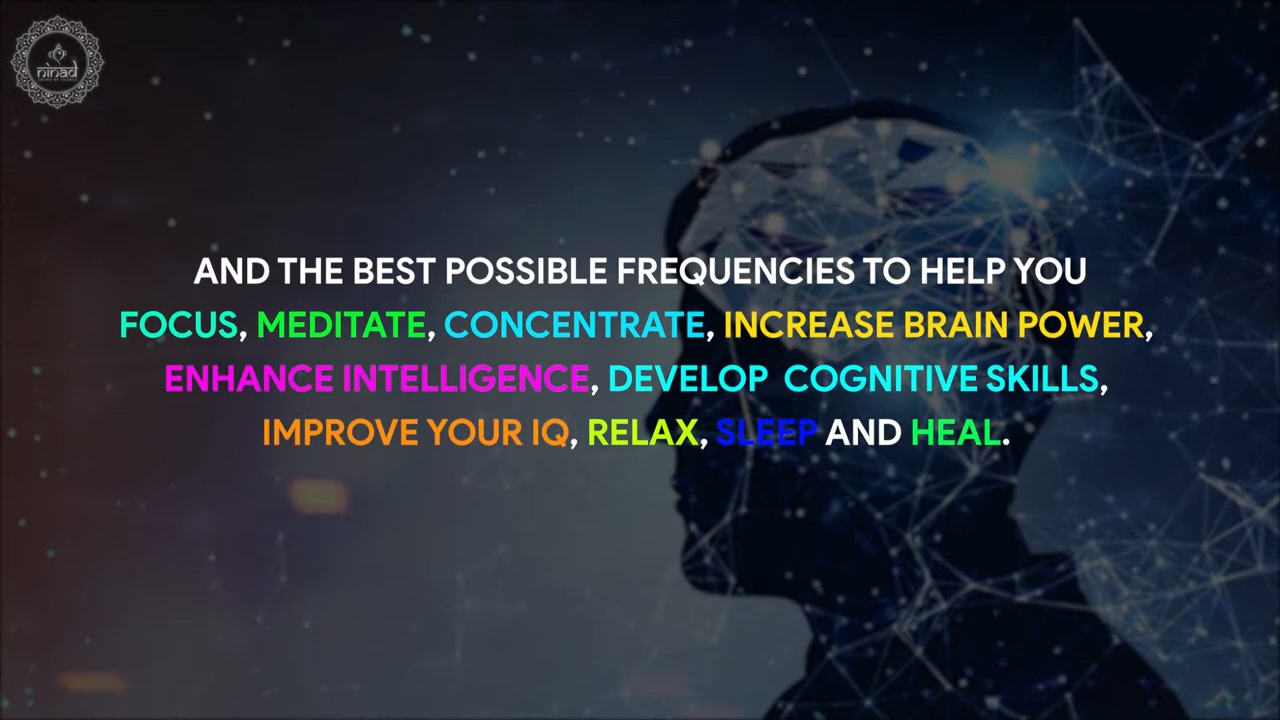 ninad
AND THE BEST POSSIBLE FREQUENCIES TO HELP YOU
FOCUS, MEDITATE, CONCENTRATE, INCREASE BRAIN POWER,
ENHANCE INTELLIGENCE, DEVELOP COGNITIVE SKILLS,
IMPROVE YOUR IQ, RELAX, SLEEP AND HEAL.